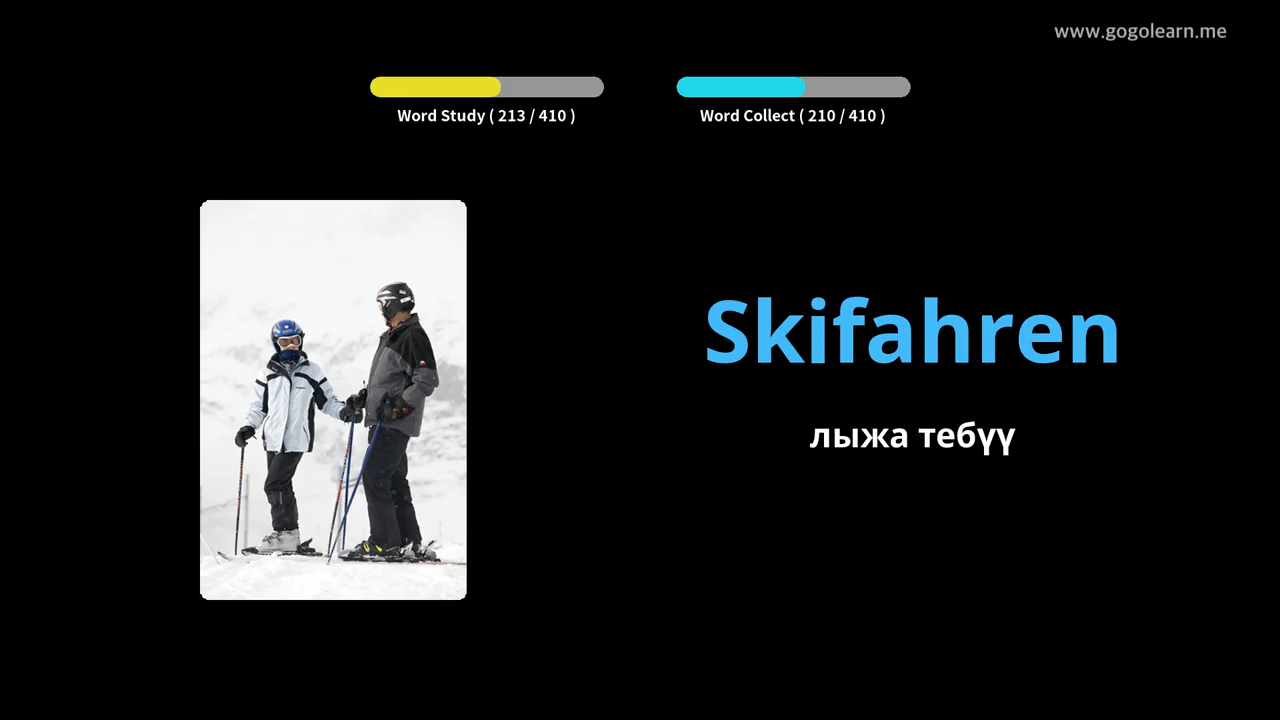 www.gogolearn.me
Word Study ( 213 / 410 )
Word Collect ( 210 / 410 )
Skifahren
лыжа тебүү